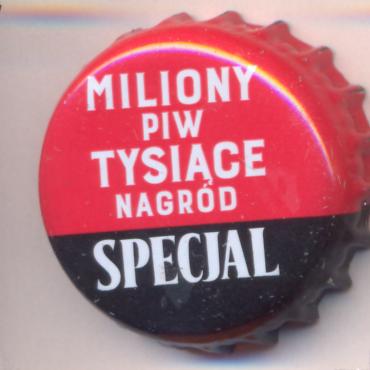 MILIONY
PIW
TYSIĄCE
NAGRÓD
SPECJAL